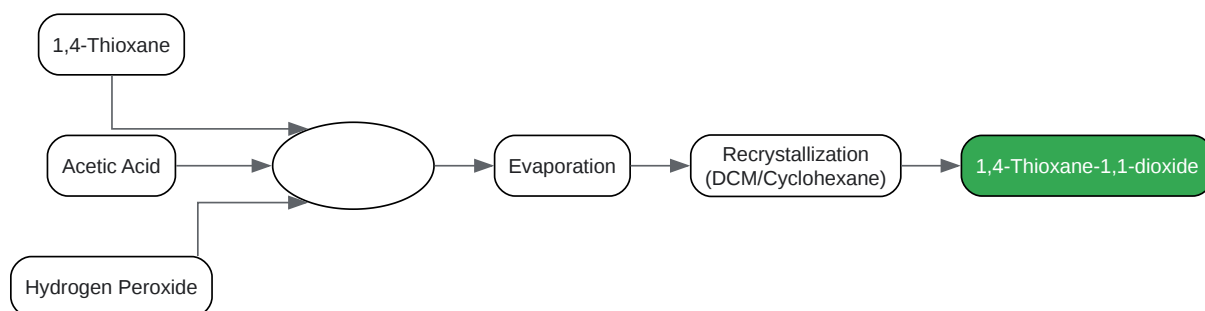 1,4-Thioxane
Acetic Acid
Hydrogen Peroxide
Evaporation
Recrystallization
(DCM/Cyclohexane)
1,4-Thioxane-1,1-dioxide